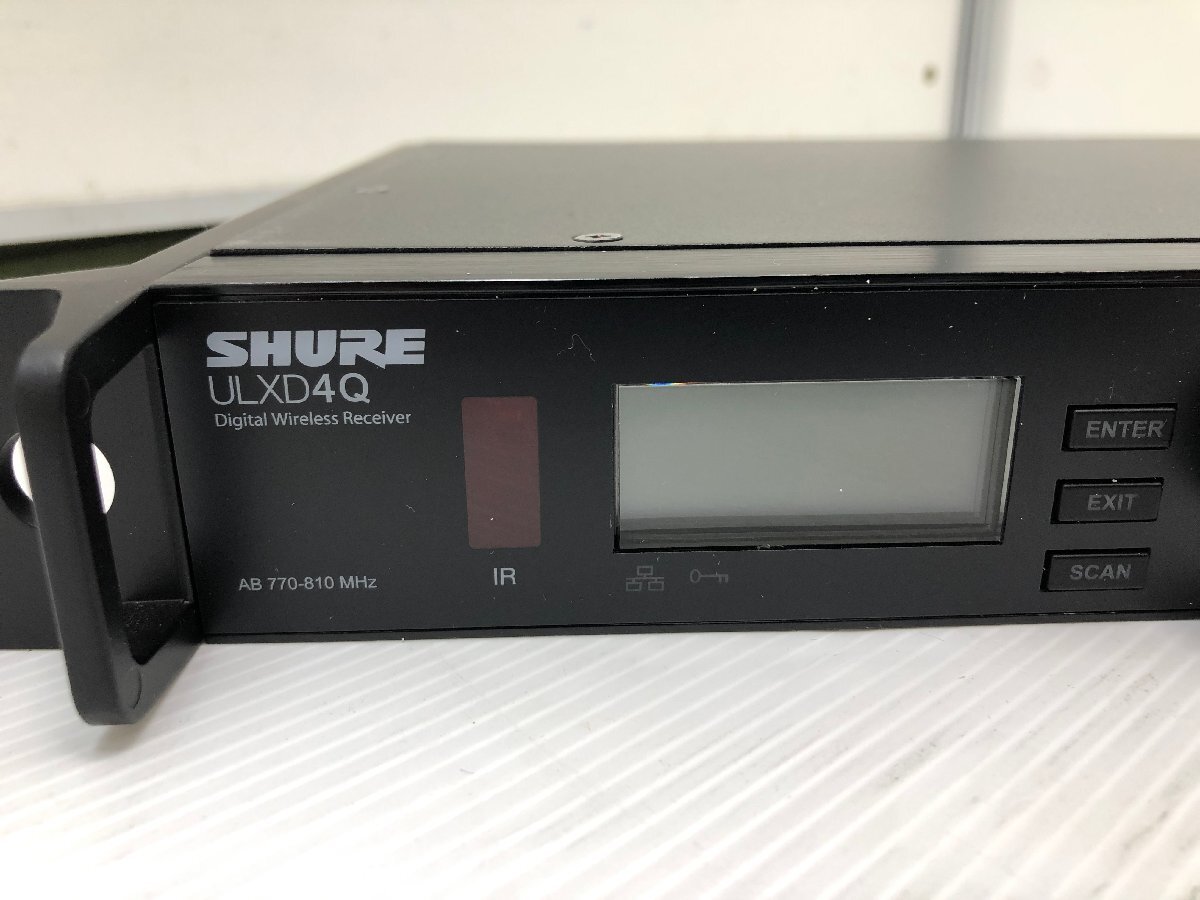 SHURE
ULXD4Q
Digital Wireless Receiver
AB 770-810 MHz
IR
ENTER
EXIT
SCAN